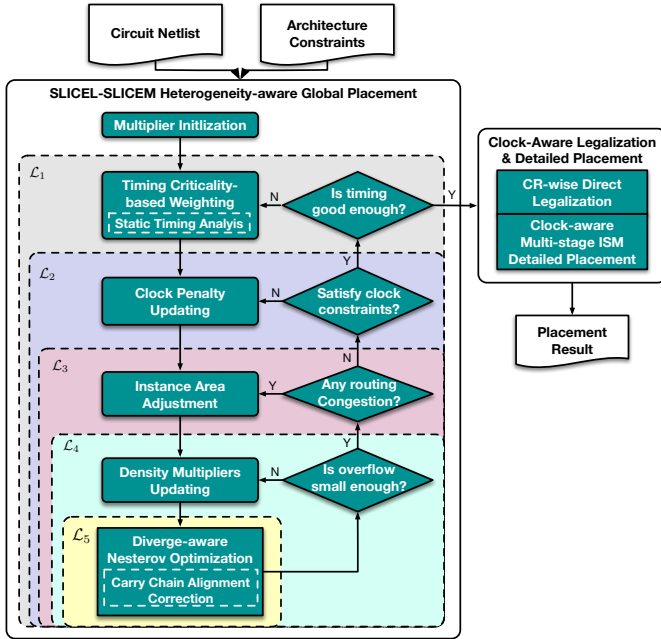 Circuit Netlist
Architecture
Constraints
SLICEL-SLICEM Heterogeneity-aware Global Placement
Multiplier Initlization
ℒ1
Timing Criticality-
based Weighting
Static Timing Analyis
N
Is timing
good enough?
Y
Clock-Aware Legalization
& Detailed Placement
CR-wise Direct
Legalization
Clock-aware
Multi-stage ISM
Detailed Placement
Placement
Result
Y
ℒ2
Clock Penalty
Updating
N
Satisfy clock
constraints?
N
ℒ3
Instance Area
Adjustment
Y
Any routing
Congestion?
Y
ℒ4
Density Multipliers
Updating
N
Is overflow
small enough?
ℒ5
Diverge-aware
Nesterov Optimization
Carry Chain Alignment
Correction